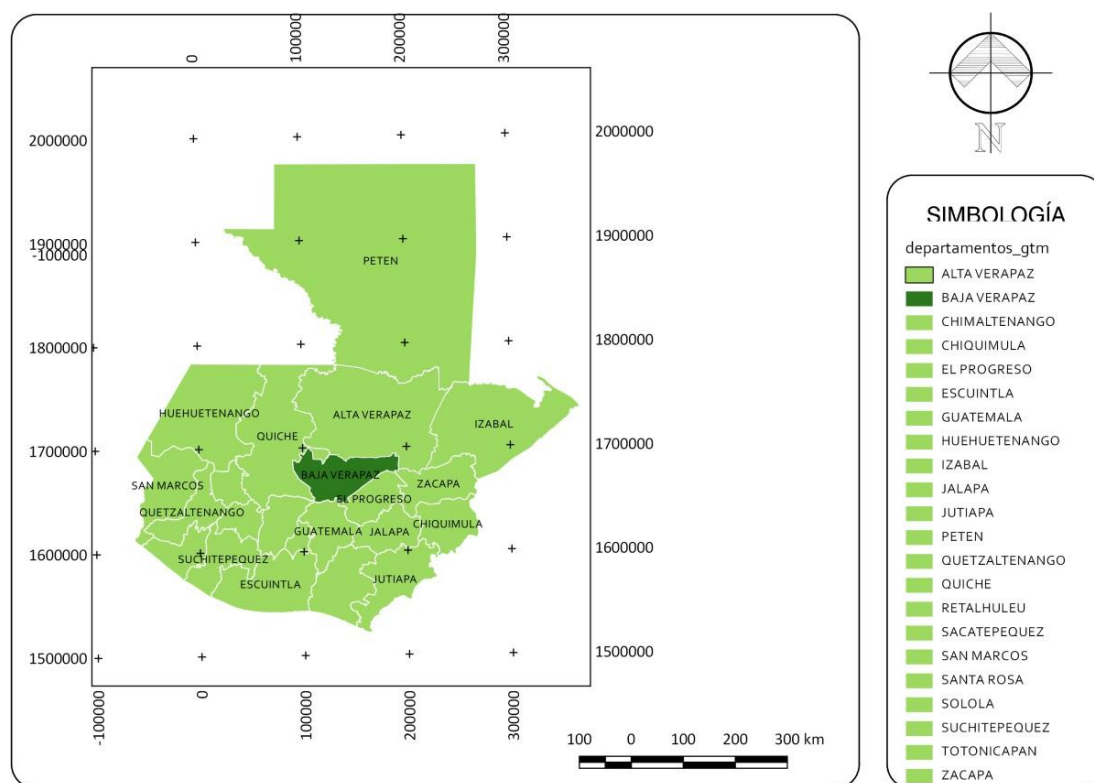 0
100000
200000
300000
2000000
2000000
1900000
-100000
1900000
1800000
1800000
1700000
1700000
1600000
1600000
1500000
1500000
-100000
0
100000
200000
300000
PETEN
HUEHUETENANGO
ALTA VERAPAZ
IZABAL
QUICHE
BAJA VERAPAZ
SAN MARCOS
ZACAPA
EL PROGRESO
QUETZALTENANGO
CHIQUIMULA
GUATEMALA
JALAPA
SUCHITEPEQUEZ
ESCUINTLA
JUTIAPA
100 0 100 200 300 km
N
SIMBOLOGÍA
departamentos_gtm
ALTA VERAPAZ
BAJA VERAPAZ
CHIMALTENANGO
CHIQUIMULA
EL PROGRESO
ESCUINTLA
GUATEMALA
HUEHUETENANGO
IZABAL
JALAPA
JUTIAPA
PETEN
QUETZALTENANGO
QUICHE
RETALHULEU
SACATEPEQUEZ
SAN MARCOS
SANTA ROSA
SOLOLA
SUCHITEPEQUEZ
TOTONICAPAN
ZACAPA